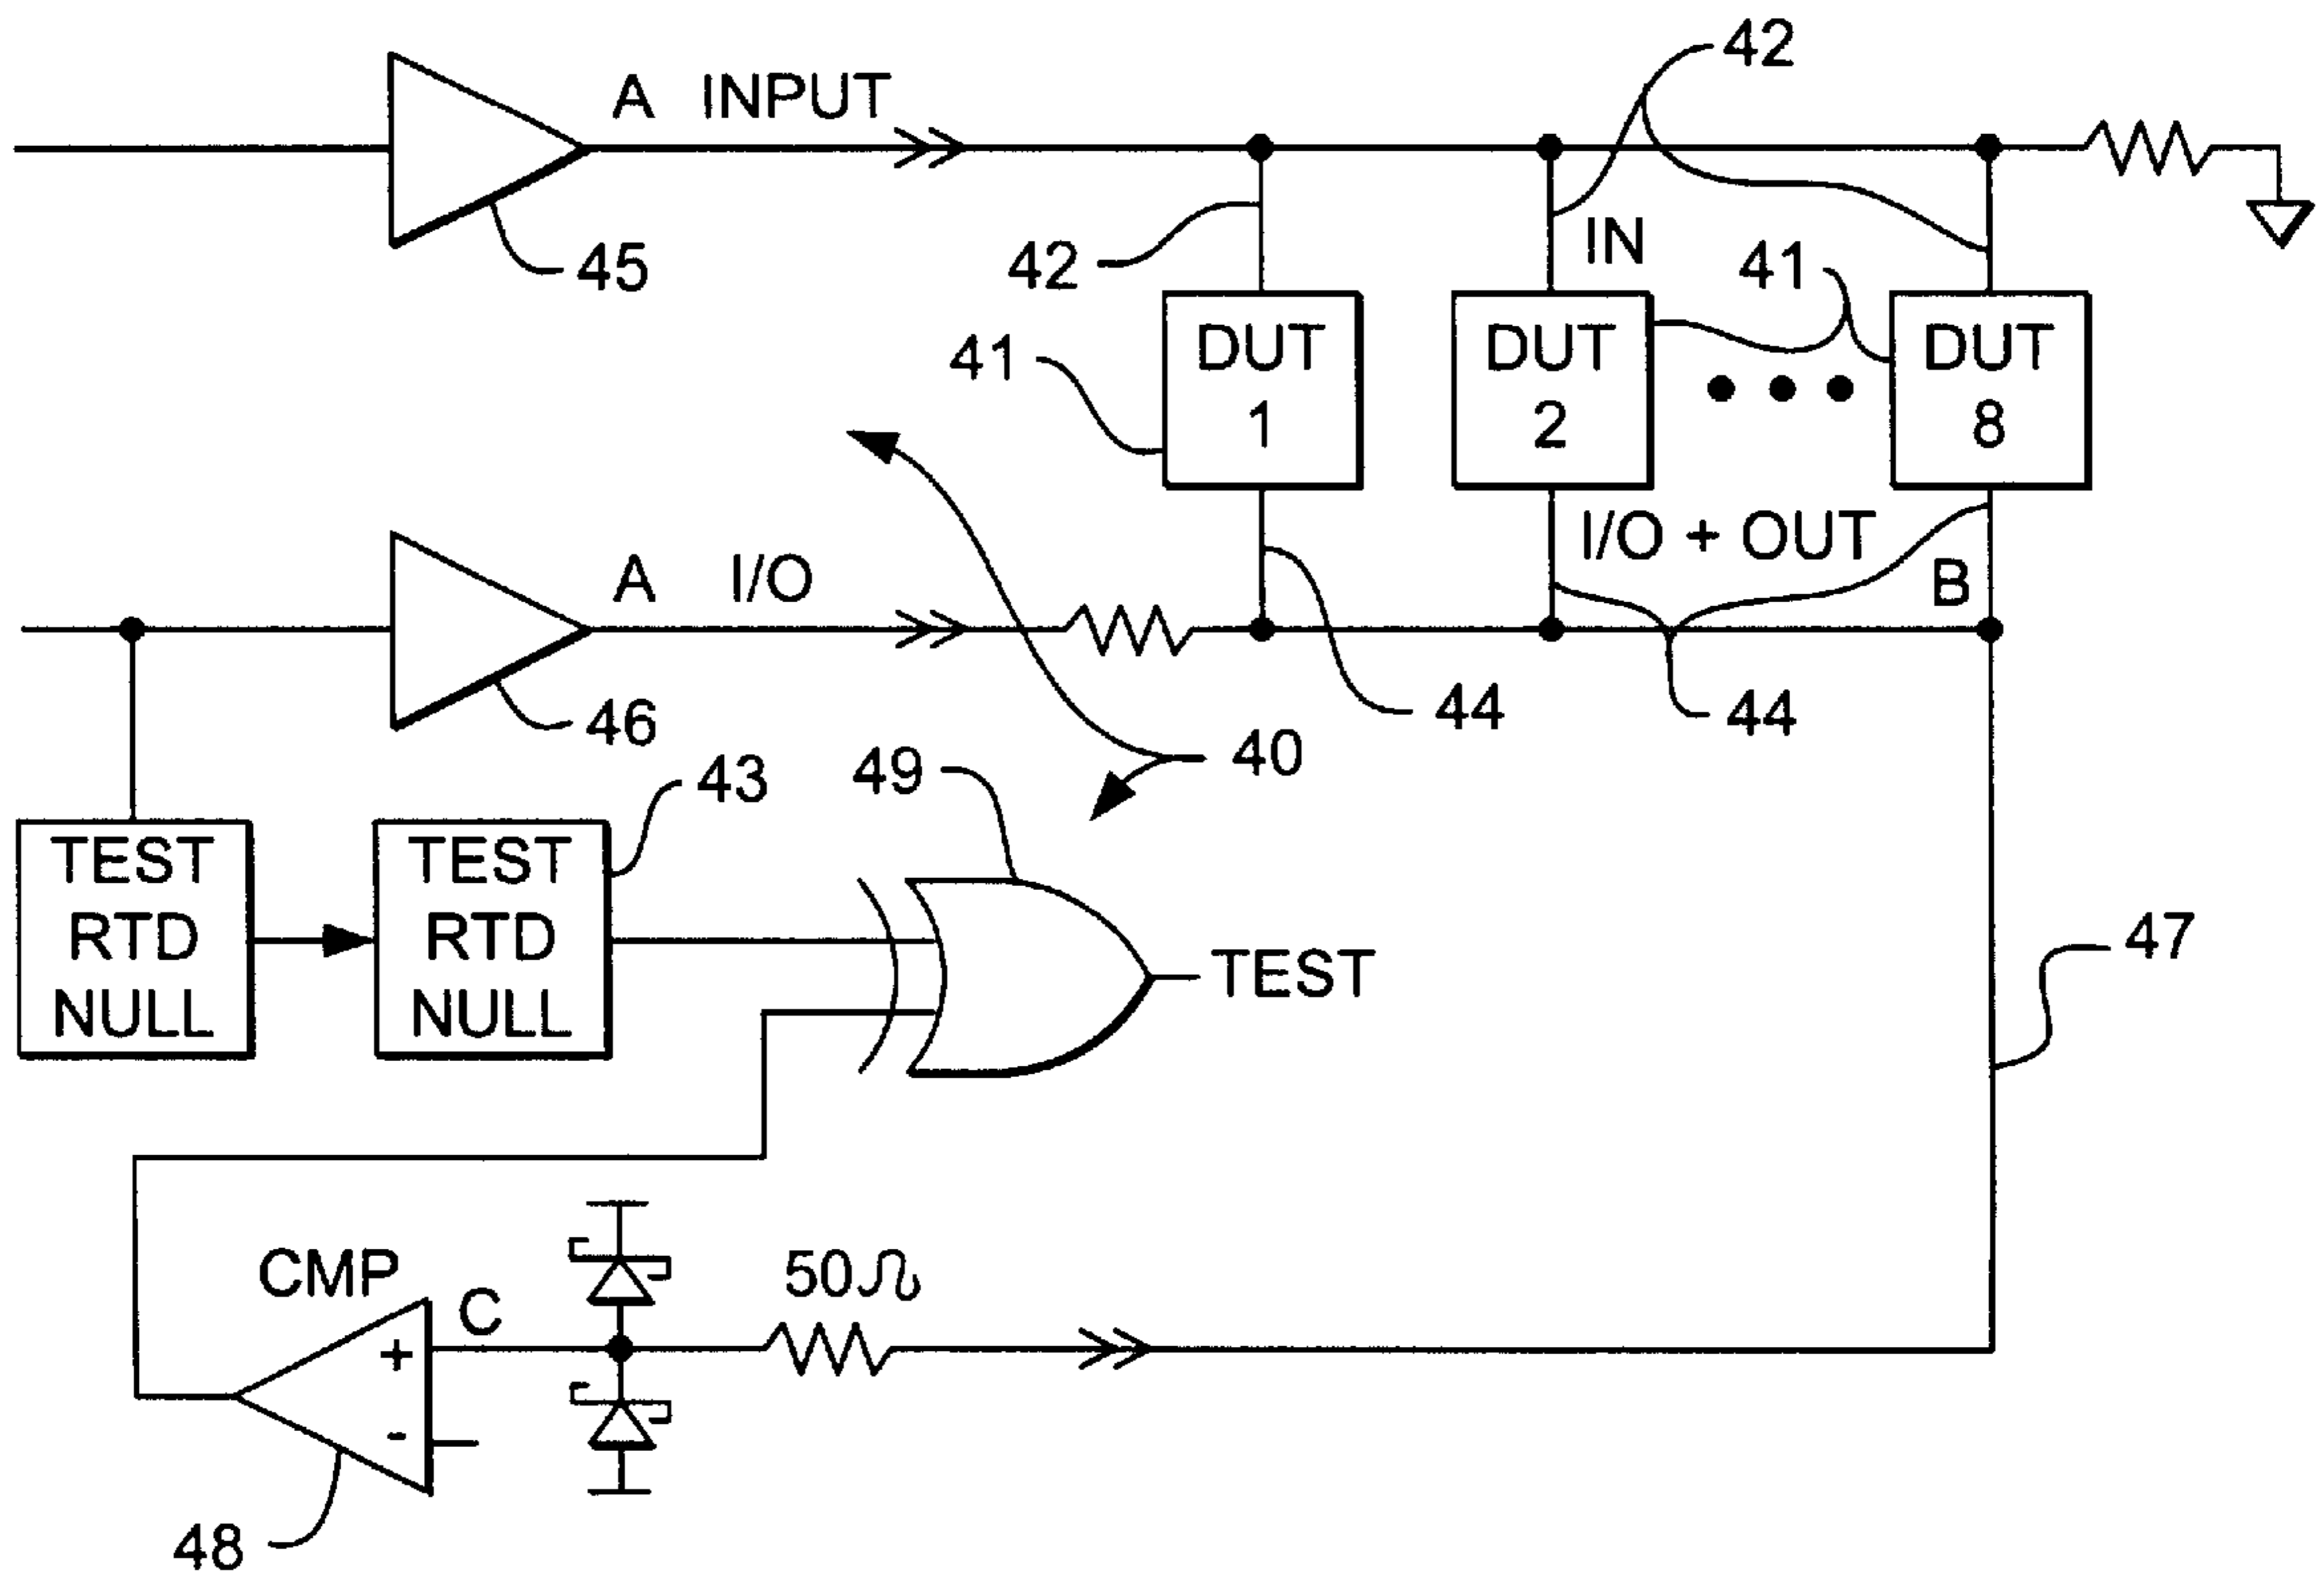 42
A INPUT
45
42
IN
41
41
DUT
1
DUT
2
DUT
8
I/O + OUT
A I/O
B
46
44
44
43
49
40
TEST
RTD
NULL
TEST
RTD
NULL
TEST
47
CMP
C
50Ω
+
-
48